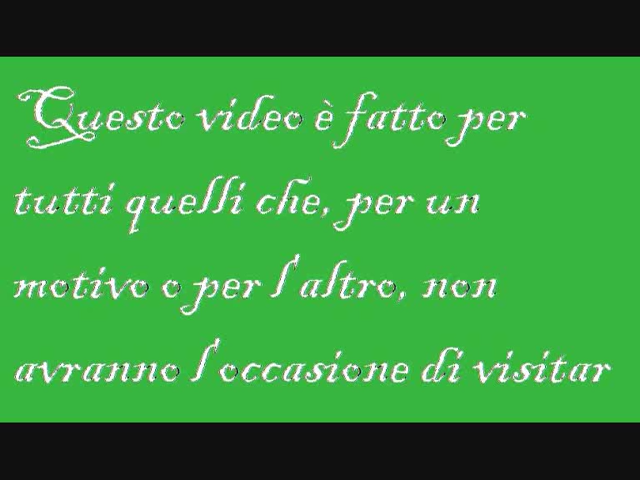 Questo video è fatto per
tutti quelli che, per un
motivo o per l'altro, non
avranno l'occasione di visitar